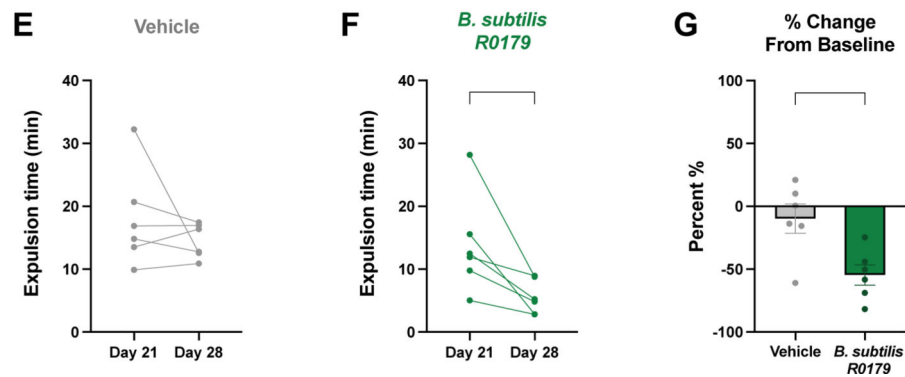 E
Vehicle
Expulsion time (min)
40
30
20
10
0
Day 21 Day 28
F
B. subtilis
R0179
Expulsion time (min)
40
30
20
10
0
Day 21 Day 28
G
% Change
From Baseline
Percent %
100
50
0
-50
-100
Vehicle B. subtilis
R0179